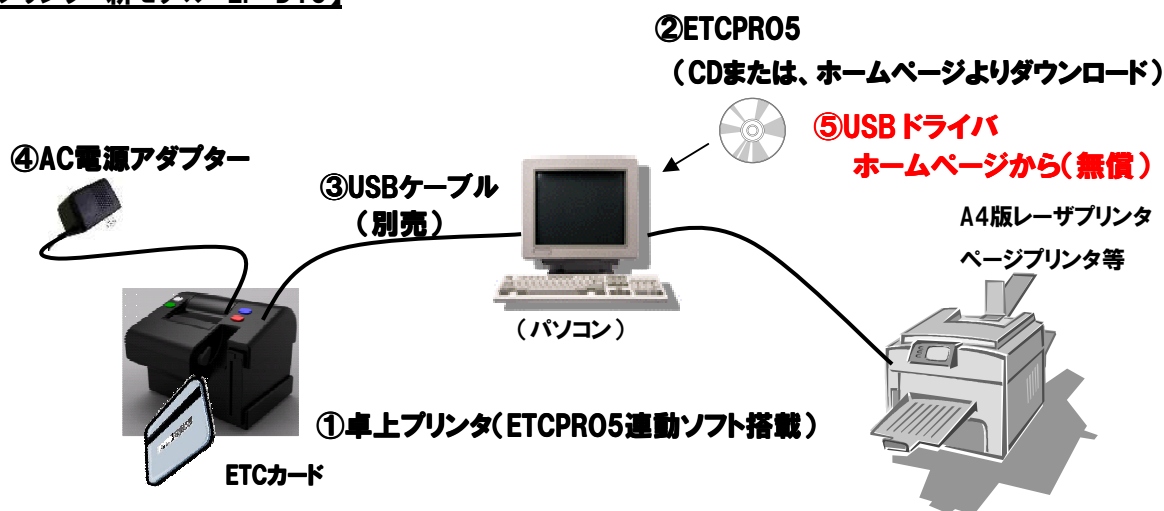 ②ETCPRO5
（CDまたは、ホームページよりダウンロード）
⑤USBドライバ
ホームページから（無償）
④AC電源アダプター
③USBケーブル
（別売）
A4版レーザプリンタ
ページプリンタ等
（パソコン）
①卓上プリンタ（ETCPRO5連動ソフト搭載）
ETCカード